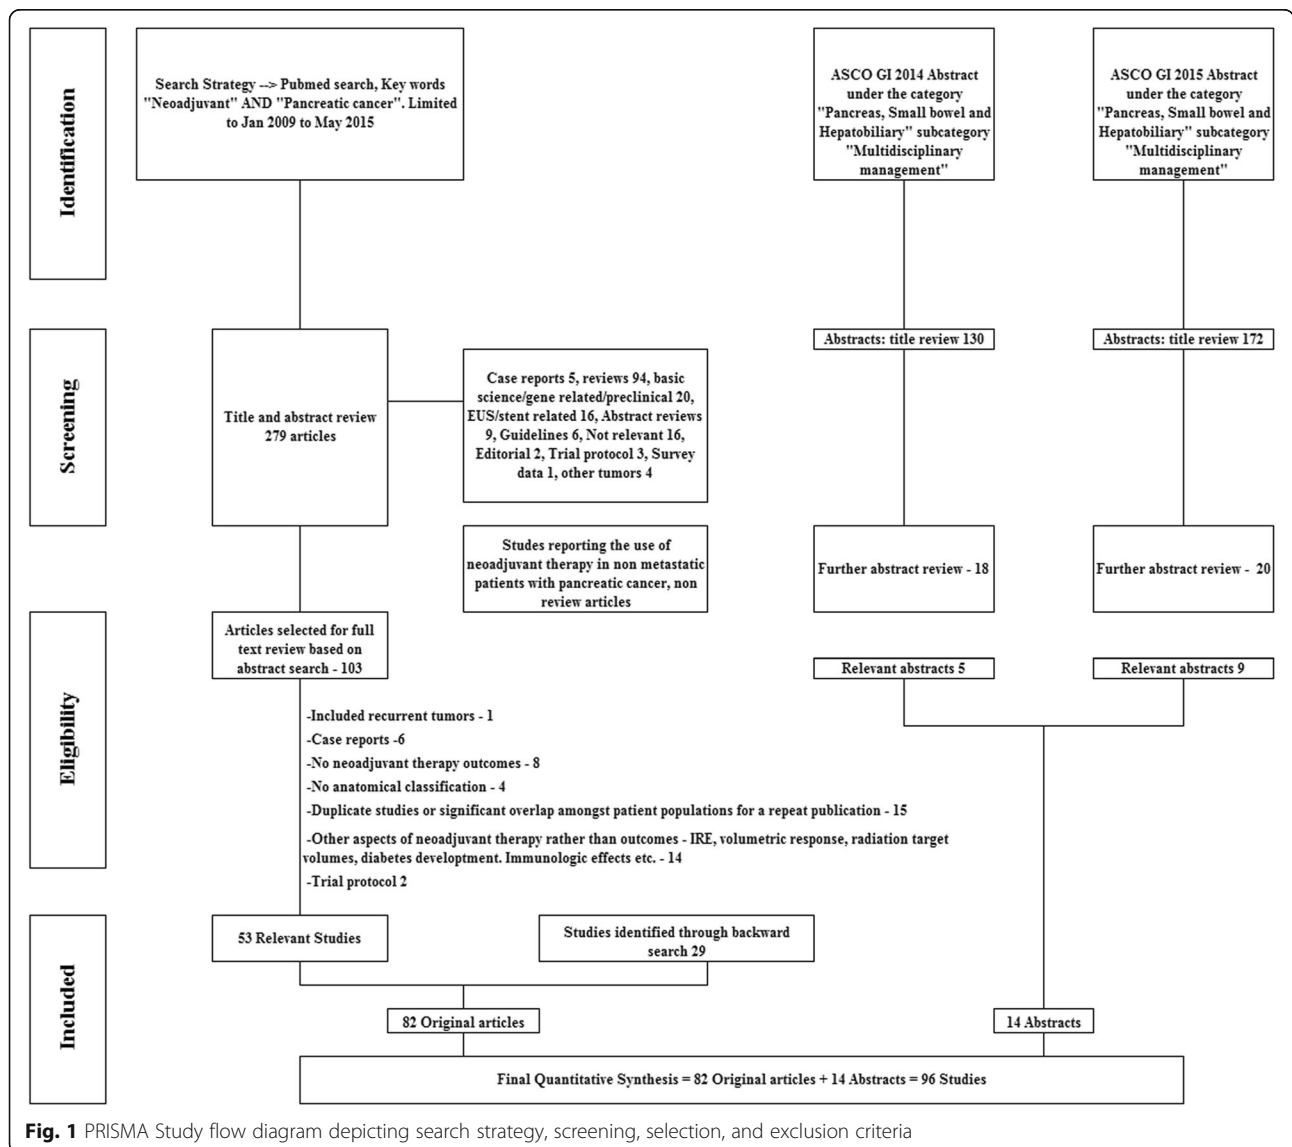 Identification
Search Strategy --> Pubmed search, Key words
"Neoadjuvant" AND "Pancreatic cancer". Limited
to Jan 2009 to May 2015
ASCO GI 2014 Abstract
under the category
"Pancreas, Small bowel and
Hepatobiliary" subcategory
"Multidisciplinary
management"
ASCO GI 2015 Abstract
under the category
"Pancreas, Small bowel and
Hepatobiliary" subcategory
"Multidisciplinary
management"
Screening
Title and abstract review
279 articles
Case reports 5, reviews 94, basic
science/gene related/preclinical 20,
EUS/stent related 16, Abstract reviews
9, Guidelines 6, Not relevant 16,
Editorial 2, Trial protocol 3, Survey
data 1, other tumors 4
Abstracts: title review 130
Abstracts: title review 172
Studes reporting the use of
neoadjuvant therapy in non metastatic
patients with pancreatic cancer, non
review articles
Further abstract review - 18
Further abstract review - 20
Eligibility
Articles selected for full
text review based on
abstract search - 103
Relevant abstracts 5
Relevant abstracts 9
-Included recurrent tumors - 1
-Case reports -6
-No neoadjuvant therapy outcomes - 8
-No anatomical classification - 4
-Duplicate studies or significant overlap amongst patient populations for a repeat publication - 15
-Other aspects of neoadjuvant therapy rather than outcomes - IRE, volumetric response, radiation target
volumes, diabetes developtment. Immunologic effects etc. - 14
-Trial protocol 2
Included
53 Relevant Studies
Studies identified through backward
search 29
82 Original articles
14 Abstracts
Final Quantitative Synthesis = 82 Original articles + 14 Abstracts = 96 Studies
Fig. 1 PRISMA Study flow diagram depicting search strategy, screening, selection, and exclusion criteria